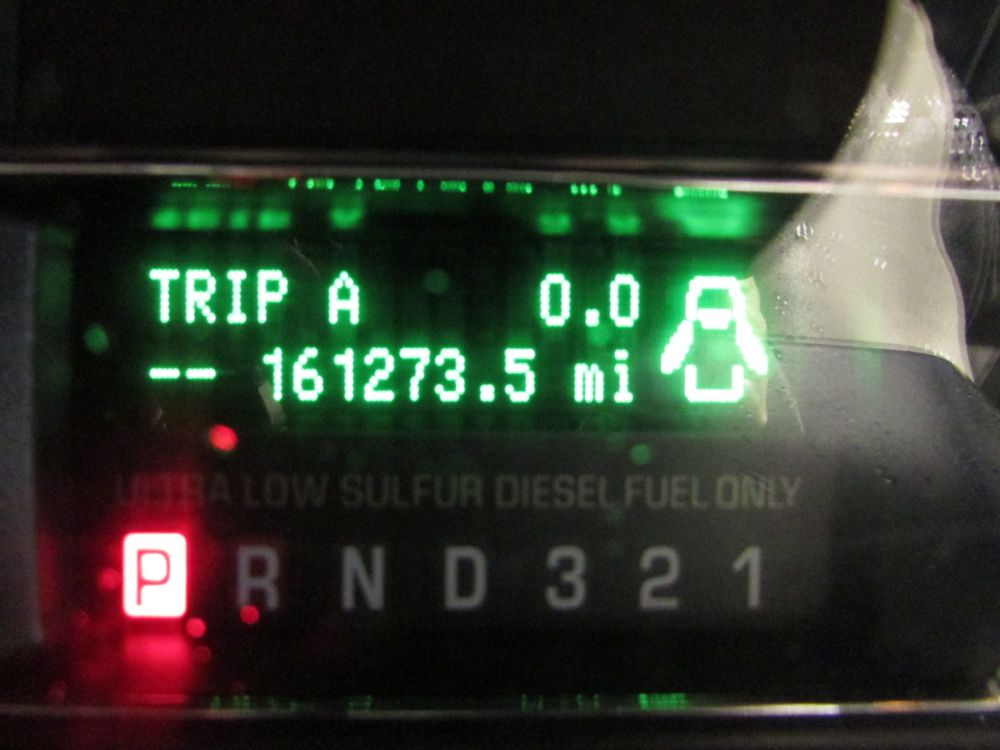 TRIP A 0.0
-- 161273.5 mi
ULTRA LOW SULFUR DIESEL FUEL ONLY
P R N D 3 2 1